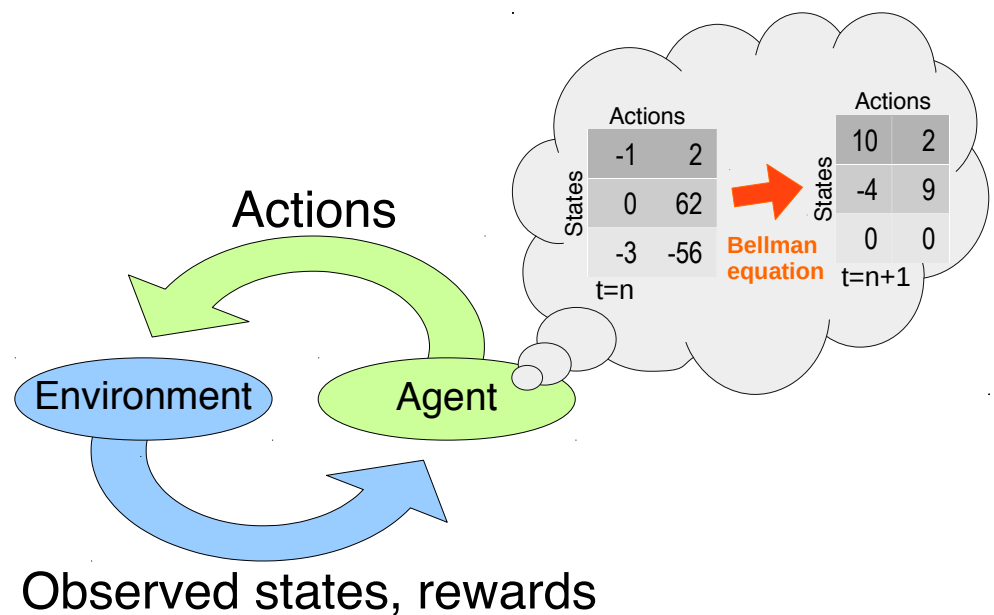 Actions
Actions
-1 2
10 2
States
0 62
States
-4 9
-3 -56
0 0
Bellman
equation
t=n
t=n+1
Actions
Environment
Agent
Observed states, rewards